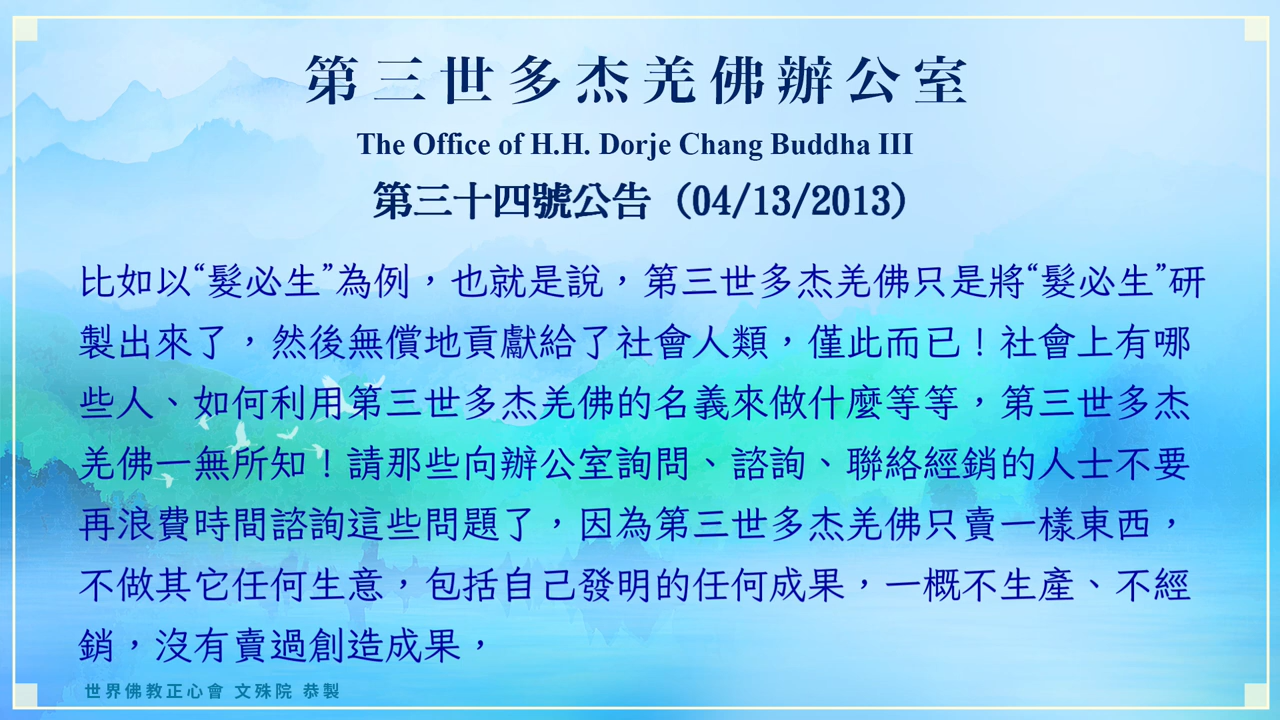 第三世多杰羌佛辦公室
The Office of H.H. Dorje Chang Buddha III
第三十四號公告（04/13/2013）
比如以“髮必生”為例，也就是說，第三世多杰羌佛只是將“髮必生”研
製出來了，然後無償地貢獻給了社會人類，僅此而已！社會上有哪
些人、如何利用第三世多杰羌佛的名義來做什麼等等，第三世多杰
羌佛一無所知！請那些向辦公室詢問、諮詢、聯絡經銷的人士不要
再浪費時間諮詢這些問題了，因為第三世多杰羌佛只賣一樣東西，
不做其它任何生意，包括自己發明的任何成果，一概不生產、不經
銷，沒有賣過創造成果，
世界佛教正心會 文殊院 恭製